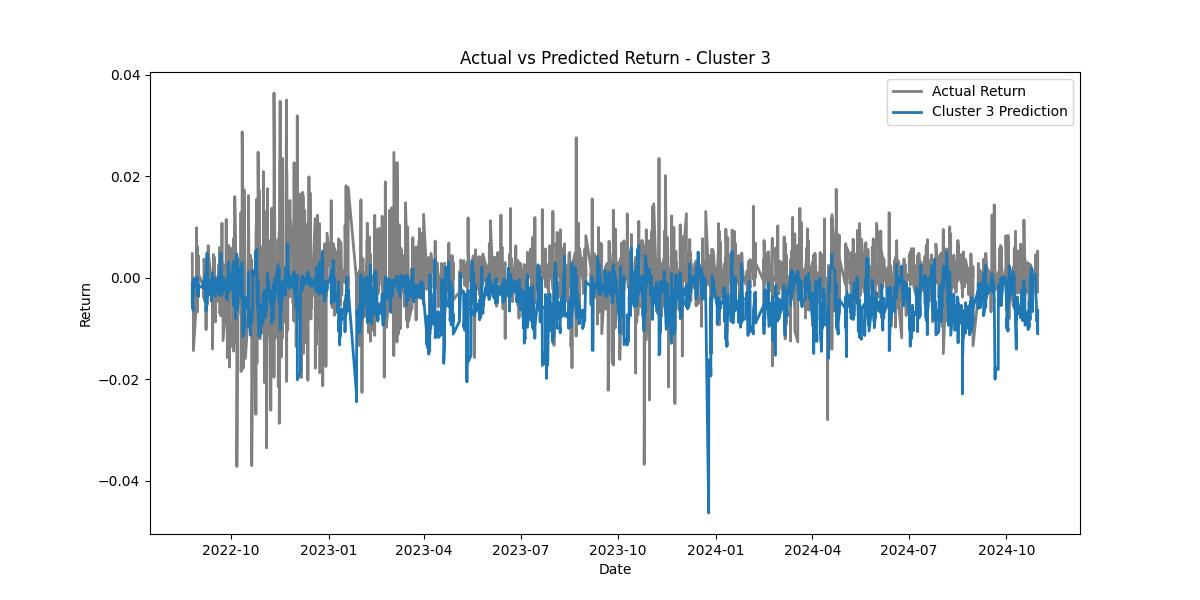 Actual vs Predicted Return - Cluster 3
Actual Return
Cluster 3 Prediction
0.04
0.02
0.00
−0.02
−0.04
Return
2022-10 2023-01 2023-04 2023-07 2023-10 2024-01 2024-04 2024-07 2024-10
Date